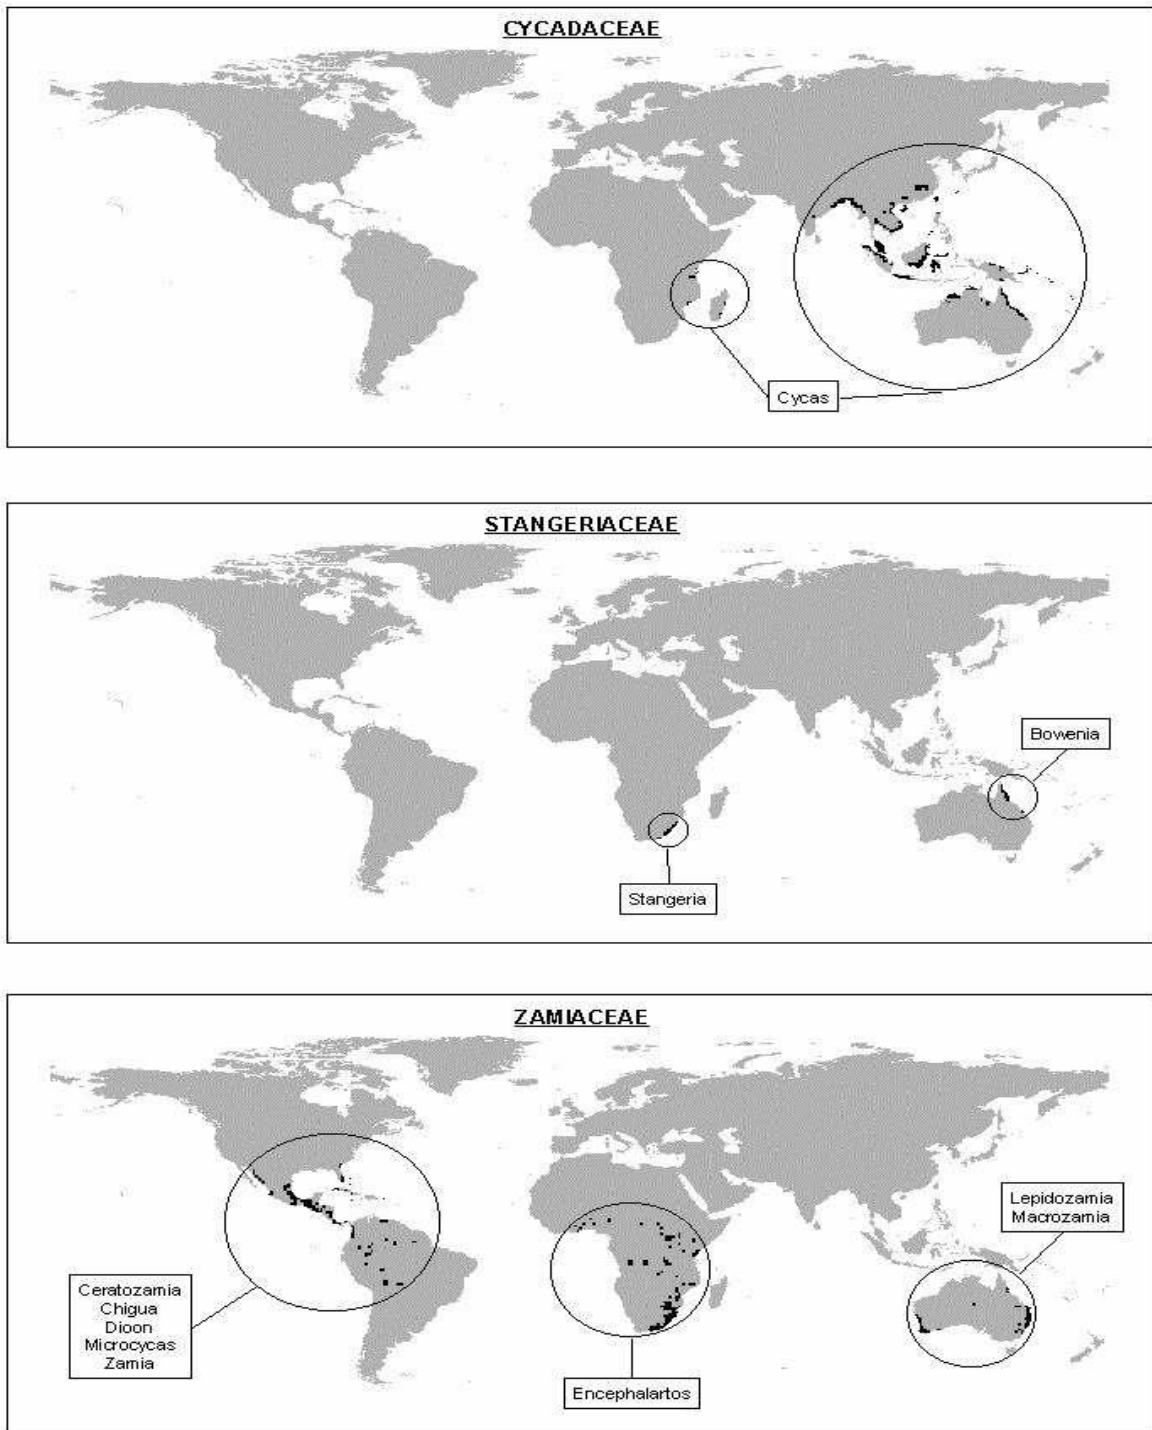 CYCADACEAE
Cycas
STANGERIACEAE
Bowenia
Stangeria
ZAMIACEAE
Lepidozamia
Macrozamia
Ceratozamia
Chigua
Dioon
Microcycas
Zamia
Encephalartos